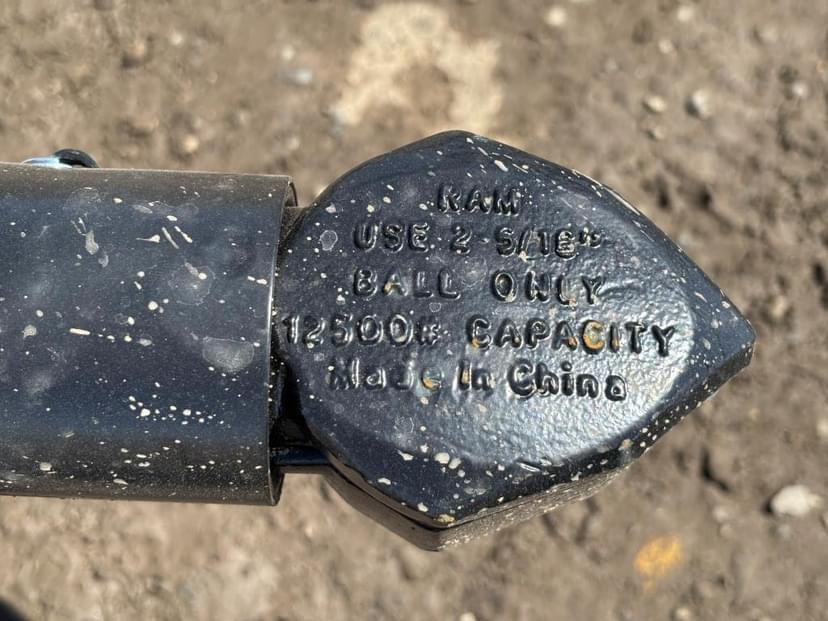 RAM
USE 2-5/16"
BALL ONLY
12500# CAPACITY
Made In China